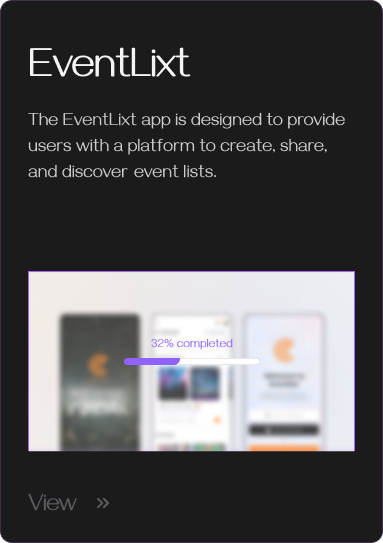 EventLixt
The EventLixt app is designed to provide
users with a platform to create, share,
and discover event lists.
32% completed
View »